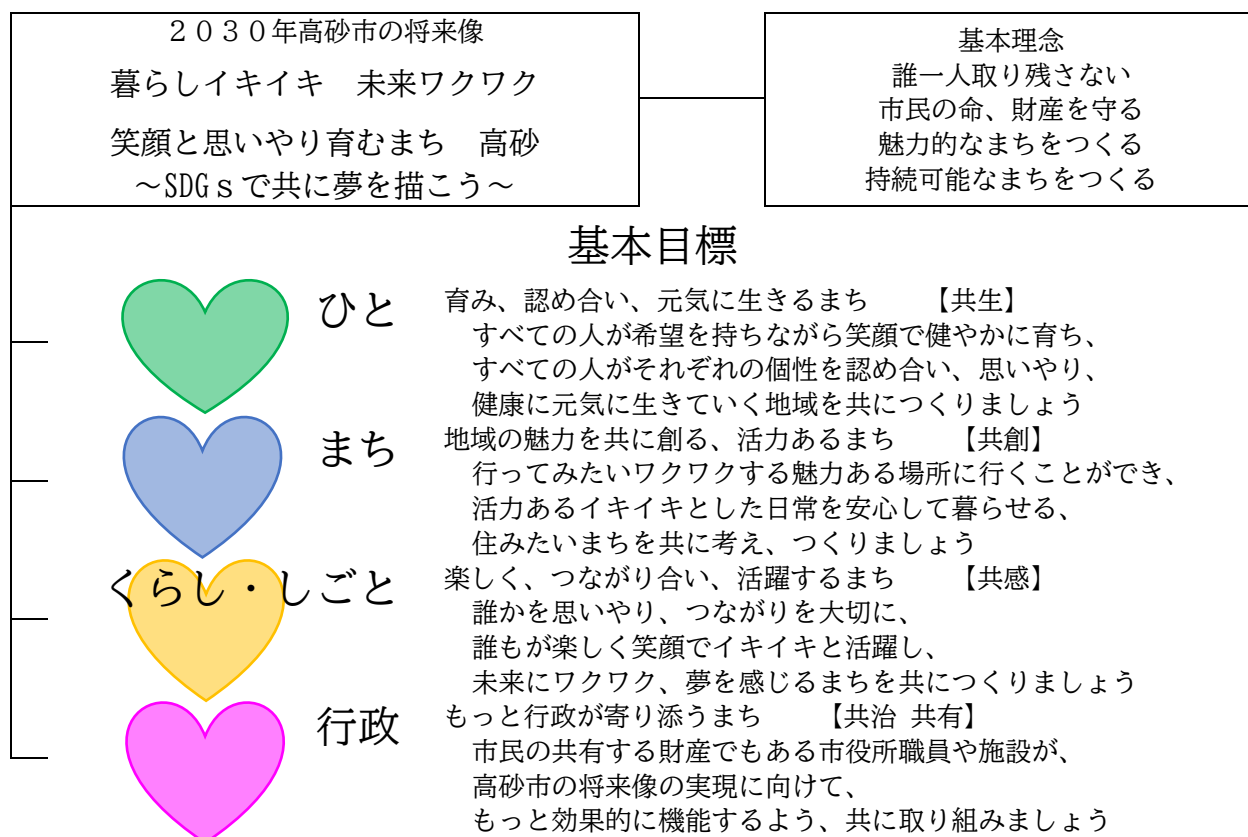 ２０３０年高砂市の将来像
暮らしイキイキ　未来ワクワク
笑顔と思いやり育むまち　高砂
～SDGｓで共に夢を描こう～
基本理念
誰一人取り残さない
市民の命、財産を守る
魅力的なまちをつくる
持続可能なまちをつくる
基本目標
ひと
育み、認め合い、元気に生きるまち　　【共生】
すべての人が希望を持ちながら笑顔で健やかに育ち、
すべての人がそれぞれの個性を認め合い、思いやり、
健康に元気に生きていく地域を共につくりましょう
まち
地域の魅力を共に創る、活力あるまち　　【共創】
行ってみたいワクワクする魅力ある場所に行くことができ、
活力あるイキイキとした日常を安心して暮らせる、
住みたいまちを共に考え、つくりましょう
くらし・しごと
楽しく、つながり合い、活躍するまち　　【共感】
誰かを思いやり、つながりを大切に、
誰もが楽しく笑顔でイキイキと活躍し、
未来にワクワク、夢を感じるまちを共につくりましょう
行政
もっと行政が寄り添うまち　　【共治 共有】
市民の共有する財産でもある市役所職員や施設が、
高砂市の将来像の実現に向けて、
もっと効果的に機能するよう、共に取り組みましょう